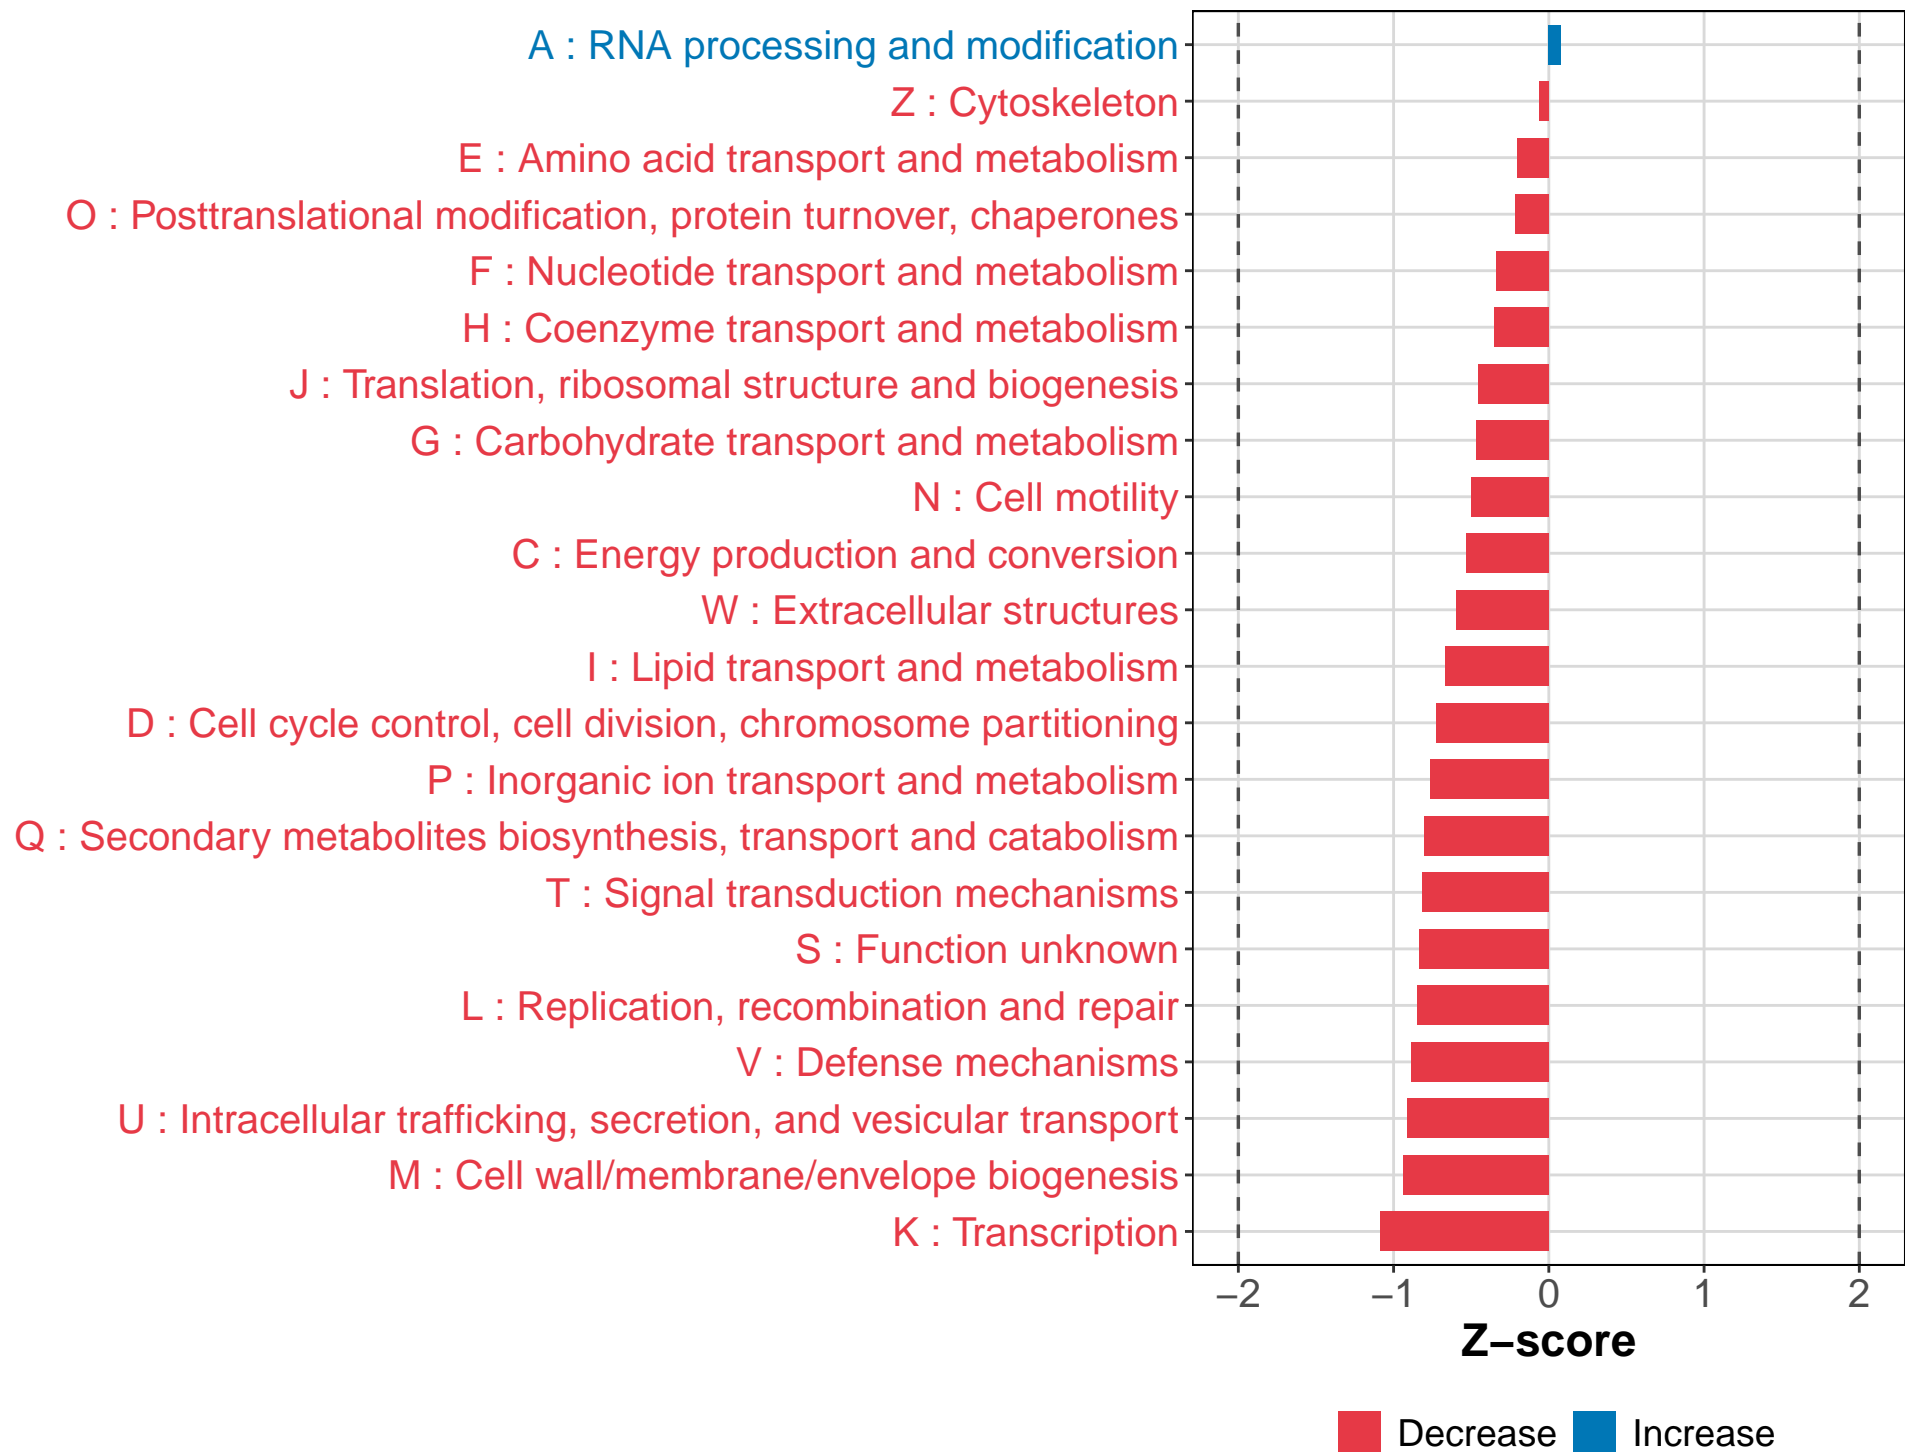 A : RNA processing and modification
Z : Cytoskeleton
E : Amino acid transport and metabolism
O : Posttranslational modification, protein turnover, chaperones
F : Nucleotide transport and metabolism
H : Coenzyme transport and metabolism
J : Translation, ribosomal structure and biogenesis
G : Carbohydrate transport and metabolism
N : Cell motility
C : Energy production and conversion
W : Extracellular structures
I : Lipid transport and metabolism
D : Cell cycle control, cell division, chromosome partitioning
P : Inorganic ion transport and metabolism
Q : Secondary metabolites biosynthesis, transport and catabolism
T : Signal transduction mechanisms
S : Function unknown
L : Replication, recombination and repair
V : Defense mechanisms
U : Intracellular trafficking, secretion, and vesicular transport
M : Cell wall/membrane/envelope biogenesis
K : Transcription
−2 −1 0 1 2
Z−score
Decrease Increase